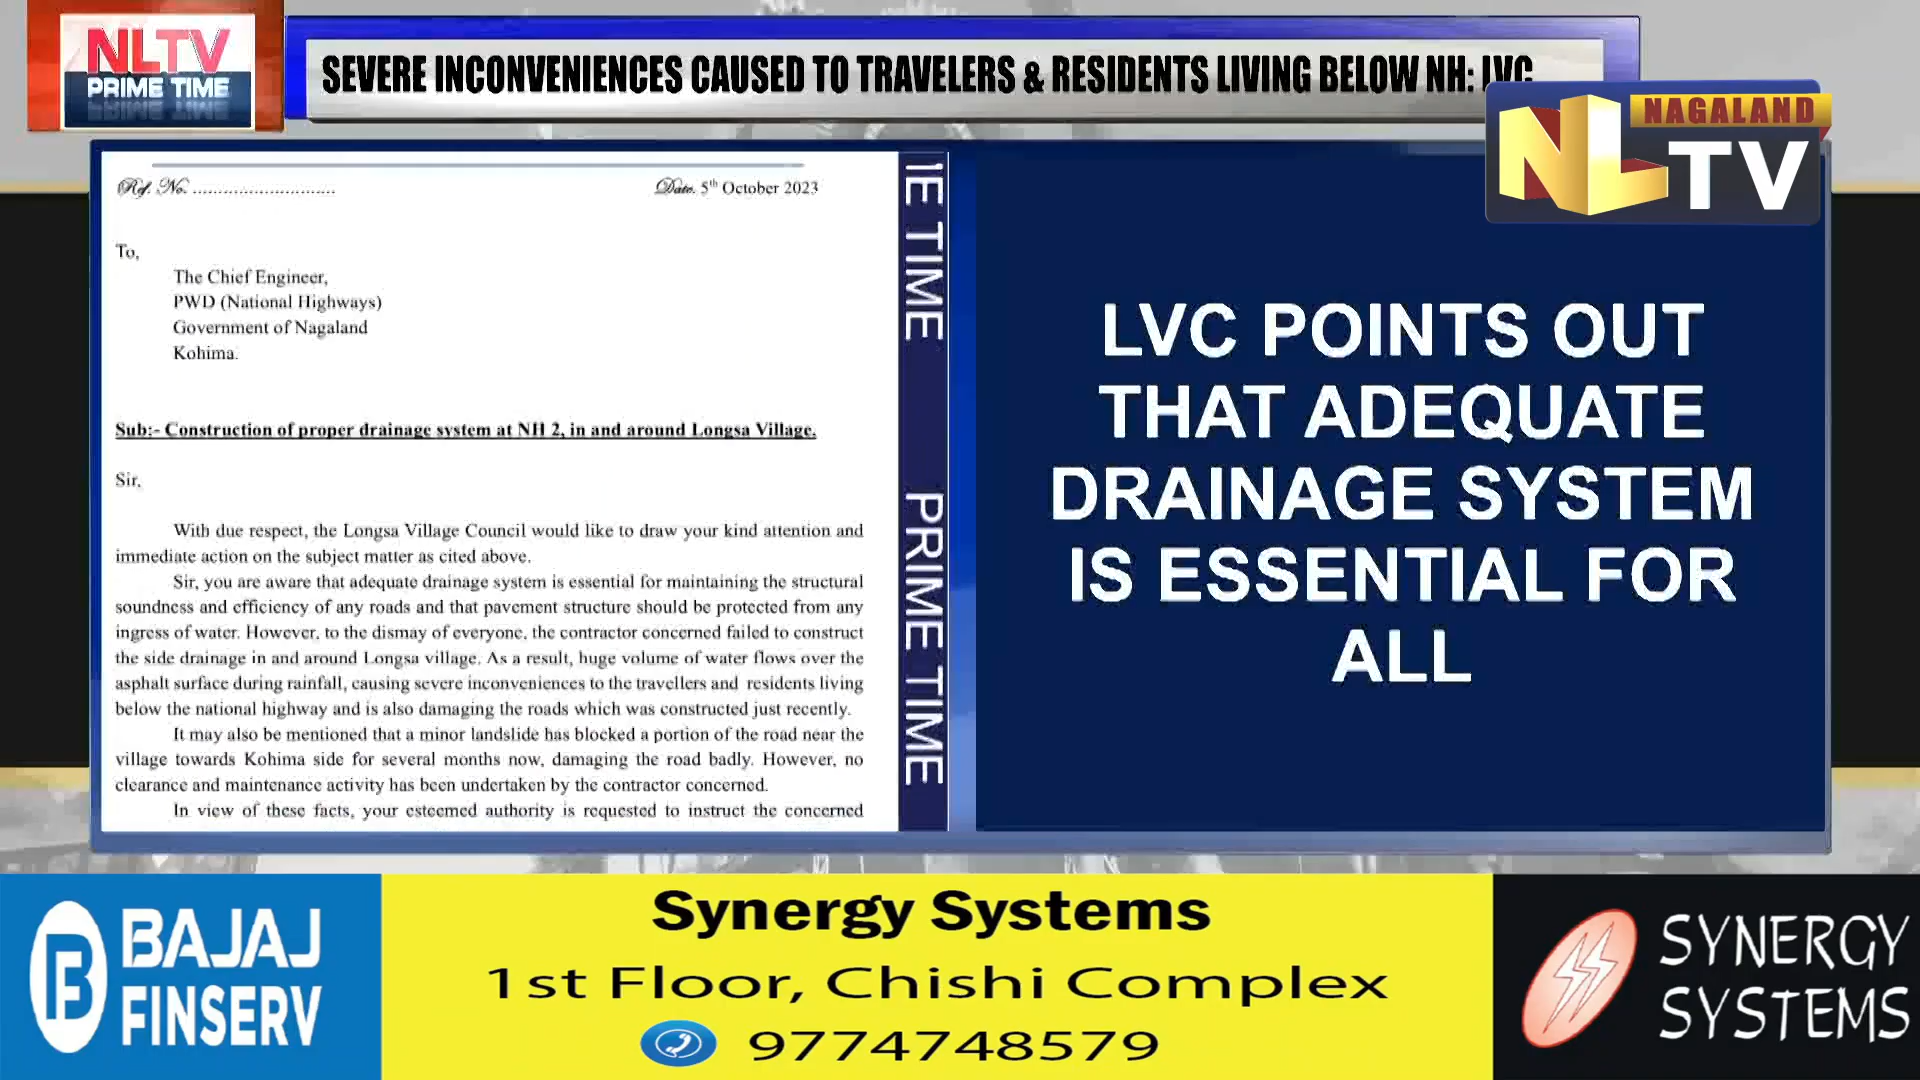 NLTV
PRIME TIME
SEVERE INCONVENIENCES CAUSED TO TRAVELERS & RESIDENTS LIVING BELOW NH: LVC
NAGALAND
NL TV
Ref. No. ............................ Date. 5th October 2023
To,
The Chief Engineer,
PWD (National Highways)
Government of Nagaland
Kohima.
Sub:- Construction of proper drainage system at NH 2, in and around Longsa Village.
Sir,
With due respect, the Longsa Village Council would like to draw your kind attention and
immediate action on the subject matter as cited above.
Sir, you are aware that adequate drainage system is essential for maintaining the structural
soundness and efficiency of any roads and that pavement structure should be protected from any
ingress of water. However, to the dismay of everyone, the contractor concerned failed to construct
the side drainage in and around Longsa village. As a result, huge volume of water flows over the
asphalt surface during rainfall, causing severe inconveniences to the travellers and residents living
below the national highway and is also damaging the roads which was constructed just recently.
It may also be mentioned that a minor landslide has blocked a portion of the road near the
village towards Kohima side for several months now, damaging the road badly. However, no
clearance and maintenance activity has been undertaken by the contractor concerned.
In view of these facts, your esteemed authority is requested to instruct the concerned
IE TIME
PRIME TIME
LVC POINTS OUT
THAT ADEQUATE
DRAINAGE SYSTEM
IS ESSENTIAL FOR
ALL
BAJAJ
FINSERV
Synergy Systems
1st Floor, Chishi Complex
9774748579
SYNERGY
SYSTEMS